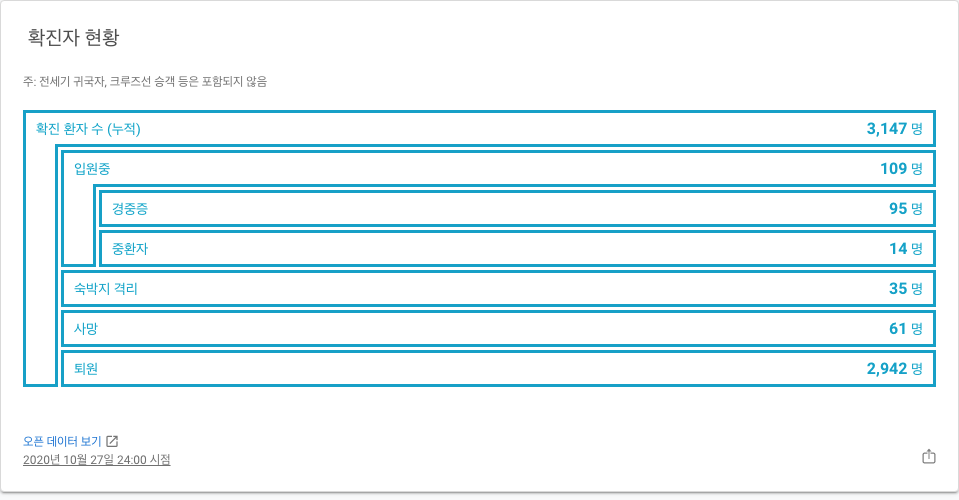 확진자 현황
주: 전세기 귀국자, 크루즈선 승객 등은 포함되지 않음
확진 환자 수 (누적) 3,147 명
입원중 109 명
경중증 95 명
중환자 14 명
숙박지 격리 35 명
사망 61 명
퇴원 2,942 명
오픈 데이터 보기
2020년 10월 27일 24:00 시점